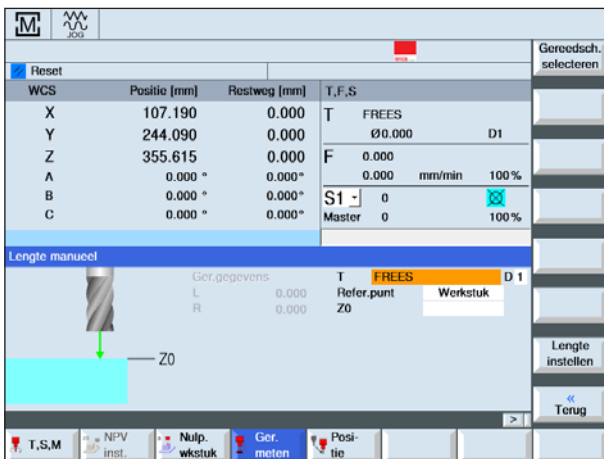 M
JOG
Gereedsch.
selecteren
Reset
WCS Positie [mm] Restweg [mm] T,F,S
X 107.190 0.000 T FREES
Y 244.090 0.000 Ø0.000 D1
Z 355.615 0.000 F 0.000
A 0.000 ° 0.000° 0.000 mm/min 100%
B 0.000 ° 0.000° S1 0
C 0.000 ° 0.000° Master 0 100%
Lengte manueel
Ger.gegevens T FREES D 1
L 0.000 Refer.punt Werkstuk
R 0.000 Z0
Z0
Lengte
instellen
«
Terug
>
T,S,M
NPV
inst.
Nulp.
wkstuk
Ger.
meten
Posi-
tie